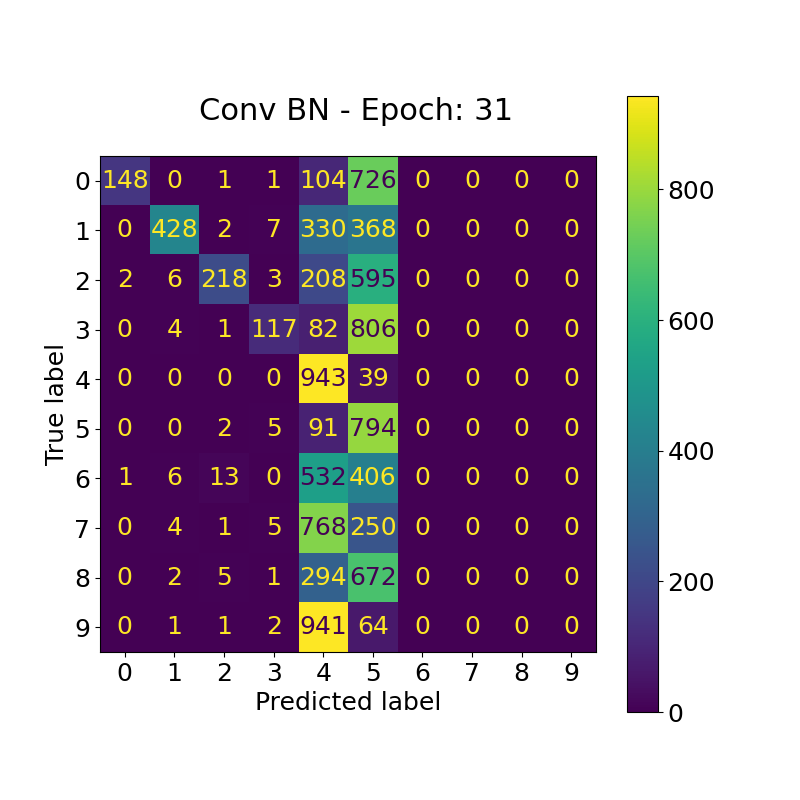 Conv BN - Epoch: 31
0 148 0 1 1 104 726 0 0 0 0
1 0 428 2 7 330 368 0 0 0 0
2 2 6 218 3 208 595 0 0 0 0
3 0 4 1 117 82 806 0 0 0 0
4 0 0 0 0 943 39 0 0 0 0
5 0 0 2 5 91 794 0 0 0 0
6 1 6 13 0 532 406 0 0 0 0
7 0 4 1 5 768 250 0 0 0 0
8 0 2 5 1 294 672 0 0 0 0
9 0 1 1 2 941 64 0 0 0 0
0 1 2 3 4 5 6 7 8 9
Predicted label
True label
800
600
400
200
0